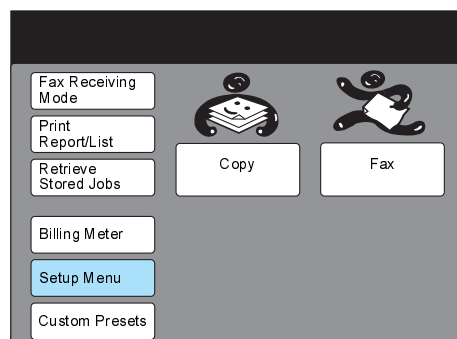 Fax Receiving
Mode
Print
Report/List
Retrieve
Stored Jobs
Billing Meter
Setup Menu
Custom Presets
Copy
Fax